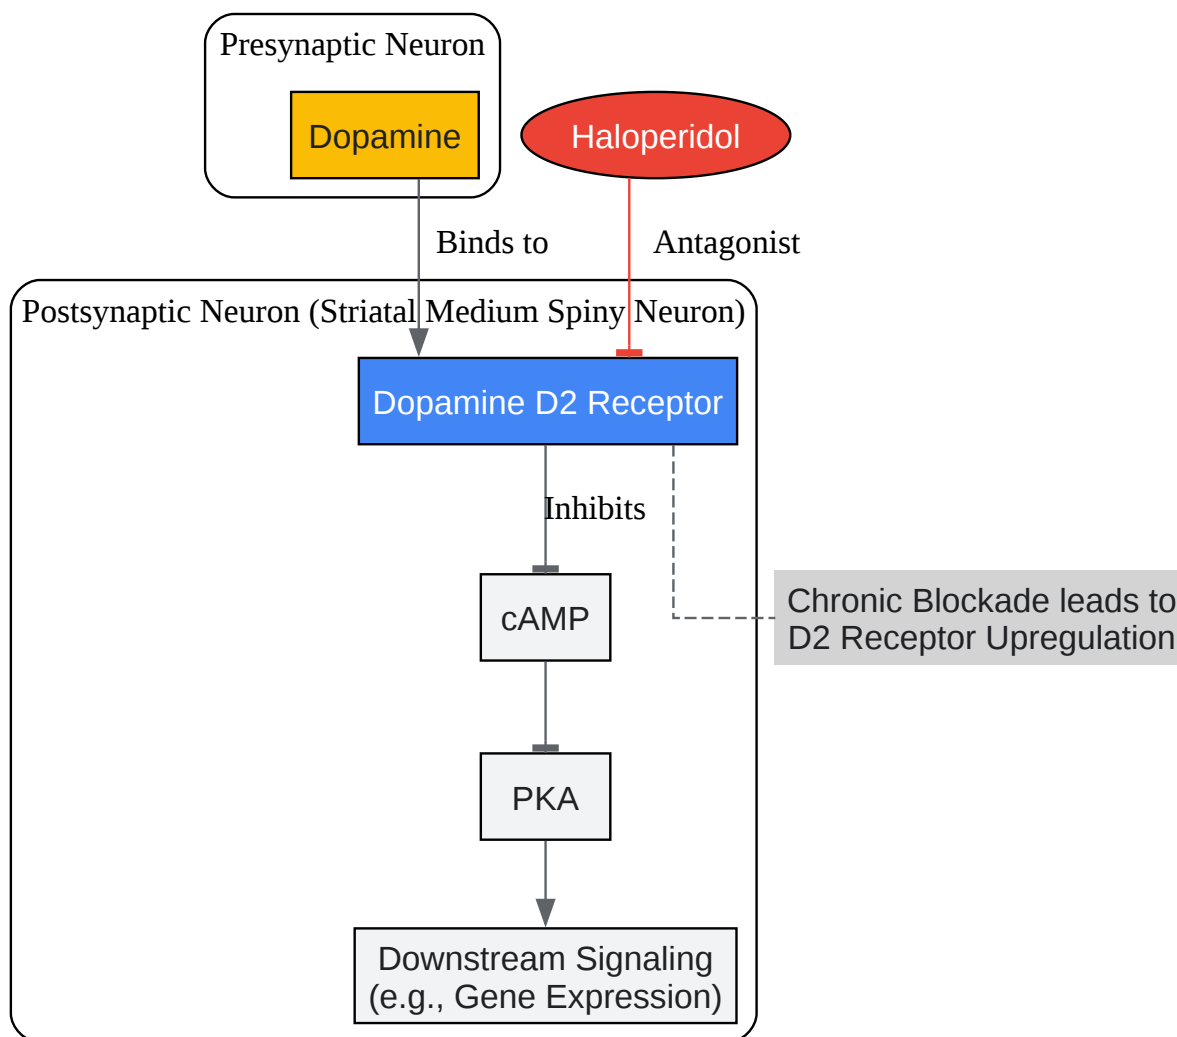 Presynaptic Neuron
Dopamine
Haloperidol
Binds to
Antagonist
Postsynaptic Neuron (Striatal Medium Spiny Neuron)
Dopamine D2 Receptor
Inhibits
cAMP
Chronic Blockade leads to
D2 Receptor Upregulation
PKA
Downstream Signaling
(e.g., Gene Expression)